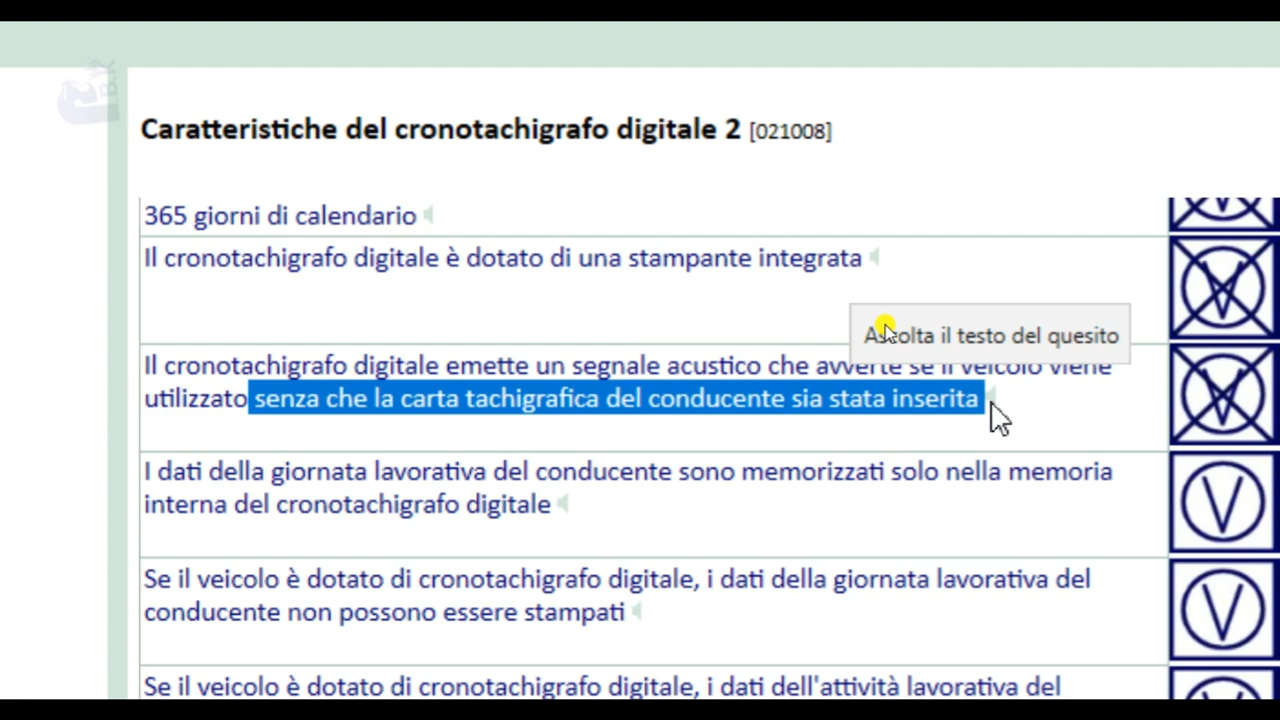 Caratteristiche del cronotachigrafo digitale 2 [021008]
365 giorni di calendario
Il cronotachigrafo digitale è dotato di una stampante integrata
Ascolta il testo del quesito
Il cronotachigrafo digitale emette un segnale acustico che avverte se il veicolo viene
utilizzato senza che la carta tachigrafica del conducente sia stata inserita
I dati della giornata lavorativa del conducente sono memorizzati solo nella memoria
interna del cronotachigrafo digitale
Se il veicolo è dotato di cronotachigrafo digitale, i dati della giornata lavorativa del
conducente non possono essere stampati
Se il veicolo è dotato di cronotachigrafo digitale, i dati dell'attività lavorativa del
V
V
V
V
V
V